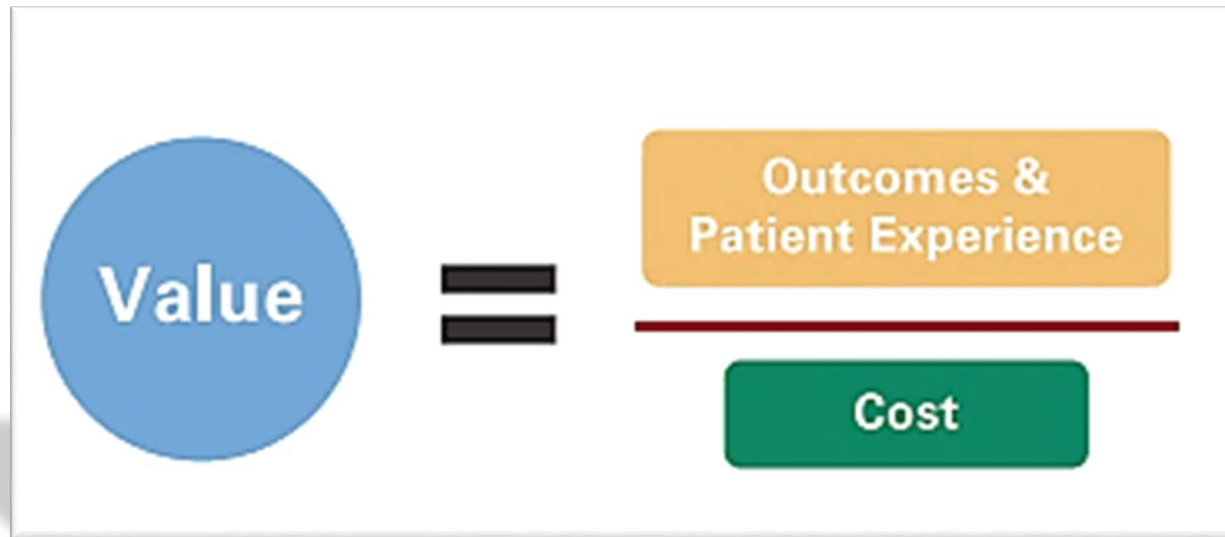 Value
=
Outcomes &
Patient Experience
Cost